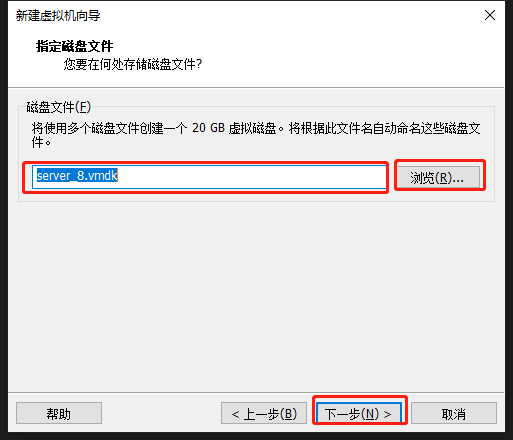 新建虚拟机向导
指定磁盘文件
您要在何处存储磁盘文件?
磁盘文件(F)
将使用多个磁盘文件创建一个 20 GB 虚拟磁盘。将根据此文件名自动命名这些磁盘文
件。
server_8.vmdk
浏览(R)...
帮助
< 上一步(B)
下一步(N) >
取消